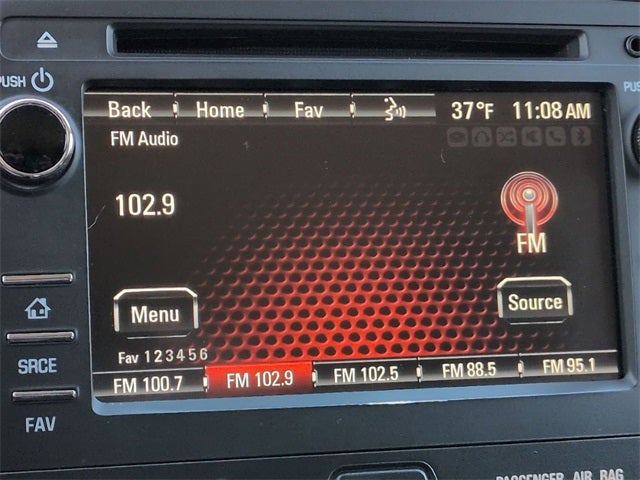 PUSH
Back Home Fav 37°F 11:08 AM
FM Audio
102.9
FM
Menu Source
Fav 1 2 3 4 5 6
FM 100.7 FM 102.9 FM 102.5 FM 88.5 FM 95.1
SRCE
FAV
PASSENGER AIR BAG